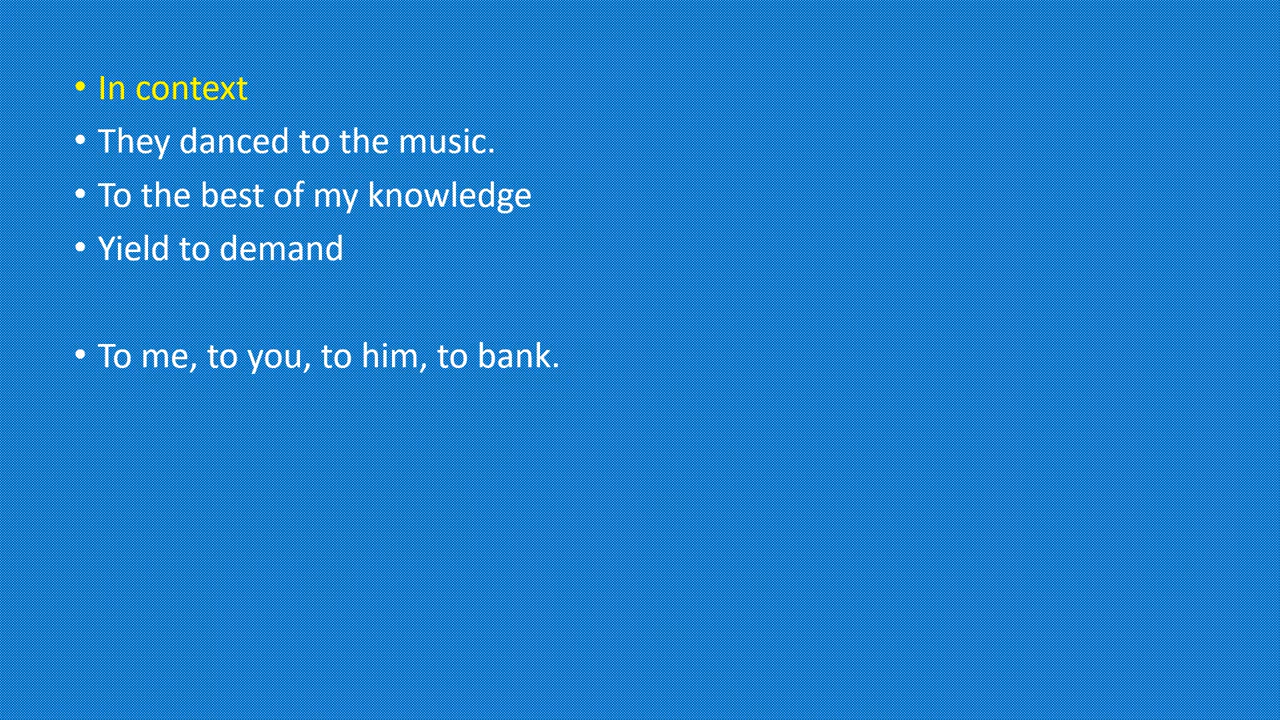 • In context
• They danced to the music.
• To the best of my knowledge
• Yield to demand
• To me, to you, to him, to bank.